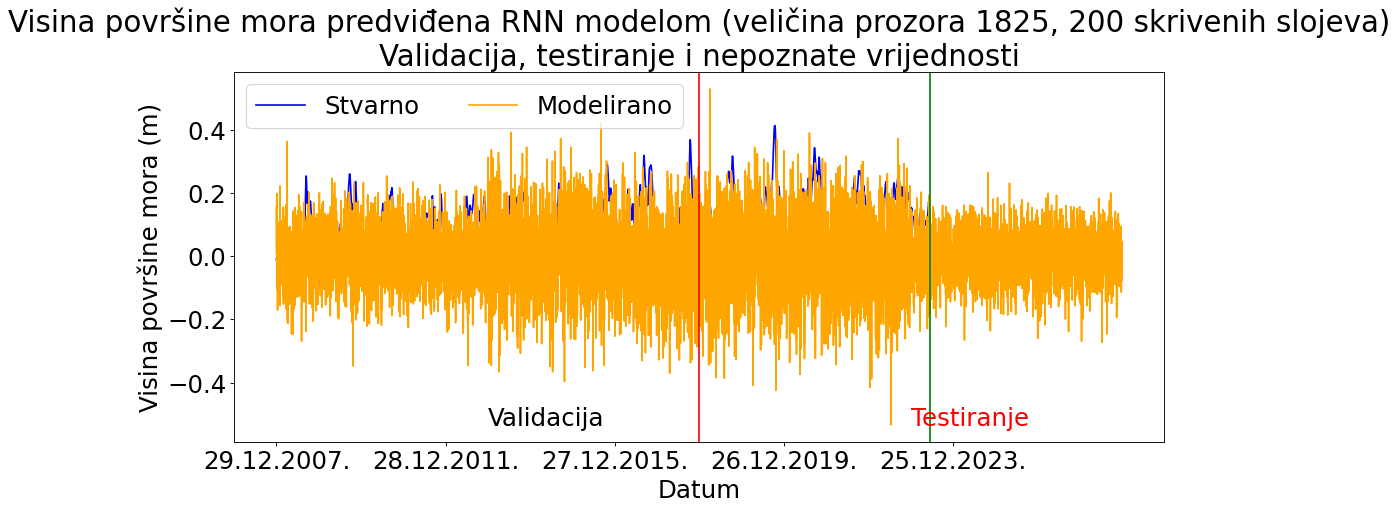 Visina površine mora predviđena RNN modelom (veličina prozora 1825, 200 skrivenih slojeva)
Validacija, testiranje i nepoznate vrijednosti
Stvarno Modelirano
Visina površine mora (m)
0.4
0.2
0.0
−0.2
−0.4
Validacija Testiranje
29.12.2007. 28.12.2011. 27.12.2015. 26.12.2019. 25.12.2023.
Datum